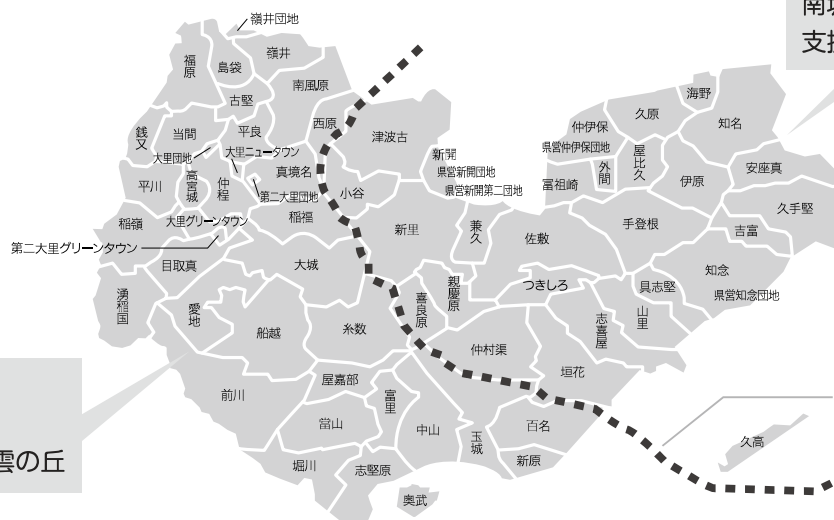 嶺井団地
南城
支援
福原
島袋
嶺井
南風原
古堅
海野
久原
知名
仲伊保
県営仲伊保団地
銭又
当間
平良
西原
津波古
大里団地
大里ニュータウン
新開
県営新開団地
県営新開第二団地
外間
屋比久
安座真
伊原
冨祖崎
真境名
平川
高宮城
仲程
第二大里団地
小谷
久手堅
稲嶺
大里グリーンタウン
稲福
新里
兼久
佐敷
手登根
吉富
第二大里グリーンタウン
目取真
大城
知念
県営知念団地
具志堅
つきしろ
親慶原
喜良原
湧稲国
愛地
船越
糸数
志喜屋
山里
仲村渠
垣花
屋嘉部
前川
富里
當山
中山
玉城
百名
新原
久高
堀川
志堅原
奥武
雲の丘